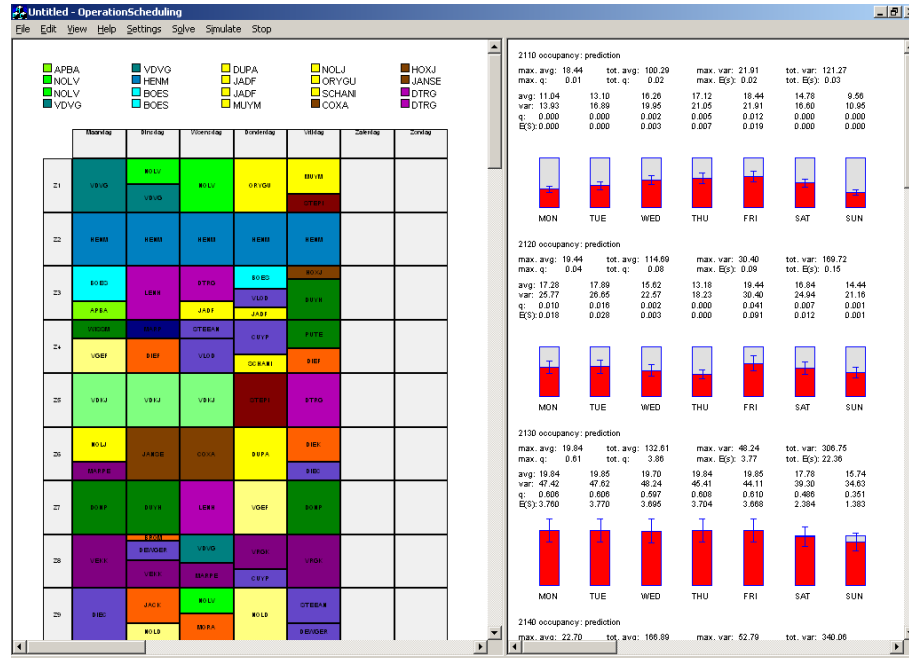 Untitled - OperationScheduling
File Edit View Help Settings Solve Simulate Stop
APBA VDVG DUPA NOLJ HOXJ
NOLV HENM JADF ORYGU JANSE
NOLV BOES JADF SCHANI DTRG
VDVG BOES MUYM COXA DTRG
Maandag Dinsdag Woensdag Donderdag Vrijdag Zaterdag Zondag
Z1 VDVG NOLV VDVG NOLV ORYGU MUYM
Z2 HENM HENM HENM HENM HENM
Z3 BOES APBA LENN DTRG JADF BOES VLOD JADF HOXJ
Z4 VGEF DIEF STEEAN VLOD CUYP SCHANI PUTE DIEF
Z5 VDKJ VDKJ VDKJ DTRG
Z6 NOLJ JANSE COXA DUPA DIEK DIEC
Z7 LENN VGEF
Z8 VDVG CUYP
Z9 DIEC JACK NOLD NOLV MORA NOLD STEEAN DEWGER
2110 occupancy: prediction
max. avg: 18.44 tot. avg: 100.29 max. var: 21.91 tot. var: 121.27
max. q: 0.01 tot. q: 0.02 max. E(s): 0.02 tot. E(s): 0.03
avg: 11.04 13.10 16.26 17.12 18.44 14.78 9.56
var: 13.93 16.89 19.95 21.05 21.91 16.60 10.95
q: 0.000 0.000 0.002 0.005 0.012 0.000 0.000
E(S): 0.000 0.000 0.003 0.007 0.019 0.000 0.000
MON TUE WED THU FRI SAT SUN
2120 occupancy: prediction
max. avg: 19.44 tot. avg: 114.69 max. var: 30.40 tot. var: 169.72
max. q: 0.04 tot. q: 0.08 max. E(s): 0.09 tot. E(s): 0.15
avg: 17.28 17.89 15.62 13.18 19.44 16.84 14.44
var: 25.77 26.65 22.57 18.23 30.40 24.94 21.16
q: 0.010 0.016 0.002 0.000 0.041 0.007 0.001
E(S): 0.018 0.028 0.003 0.000 0.091 0.012 0.001
MON TUE WED THU FRI SAT SUN
2130 occupancy: prediction
max. avg: 19.84 tot. avg: 132.61 max. var: 48.24 tot. var: 306.75
max. q: 0.61 tot. q: 3.86 max. E(s): 3.77 tot. E(s): 22.36
avg: 19.84 19.85 19.70 19.84 19.85 17.78 15.74
var: 47.42 47.62 48.24 45.41 44.11 39.30 34.63
q: 0.606 0.606 0.597 0.608 0.610 0.486 0.351
E(S): 3.760 3.770 3.695 3.704 3.668 2.384 1.383
MON TUE WED THU FRI SAT SUN
2140 occupancy: prediction
max. avg: 22.70 tot. avg: 166.89 max. var: 52.79 tot. var: 340.06